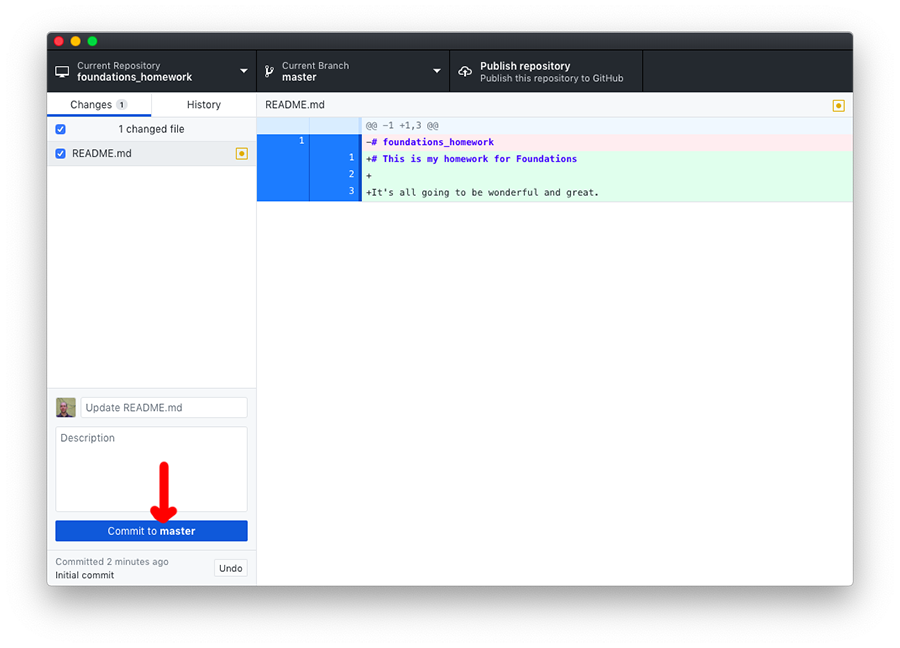 Current Repository
foundations_homework
Current Branch
master
Publish repository
Publish this repository to GitHub
Changes 1
History
README.md
1 changed file
README.md
@@ -1 +1,3 @@
1 -# foundations_homework
1 +# This is my homework for Foundations
2 +
3 +It's all going to be wonderful and great.
Update README.md
Description
Commit to master
Committed 2 minutes ago
Initial commit
Undo